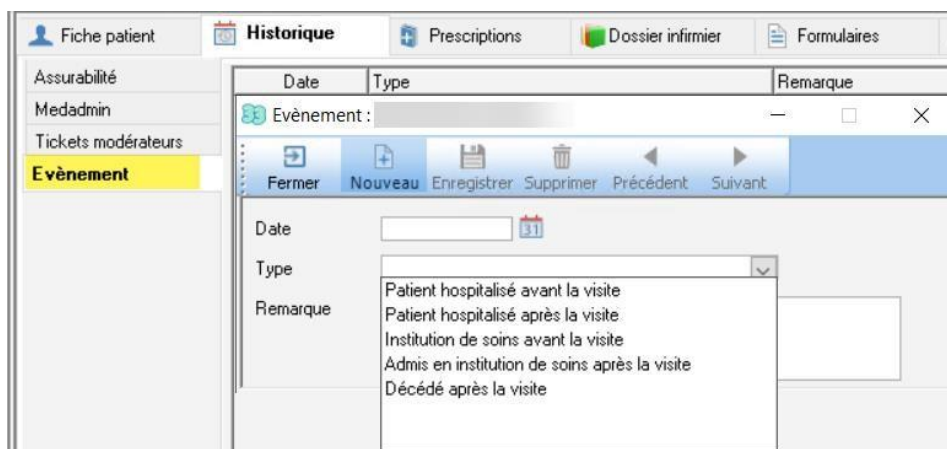 Fiche patient Historique Prescriptions Dossier infirmier Formulaires
Assurabilité
Medadmin
Tickets modérateurs
Evènement
Date Type Remarque
Evènement :
Fermer Nouveau Enregistrer Supprimer Précédent Suivant
Date 31
Type
Remarque
Patient hospitalisé avant la visite
Patient hospitalisé après la visite
Institution de soins avant la visite
Admis en institution de soins après la visite
Décédé après la visite